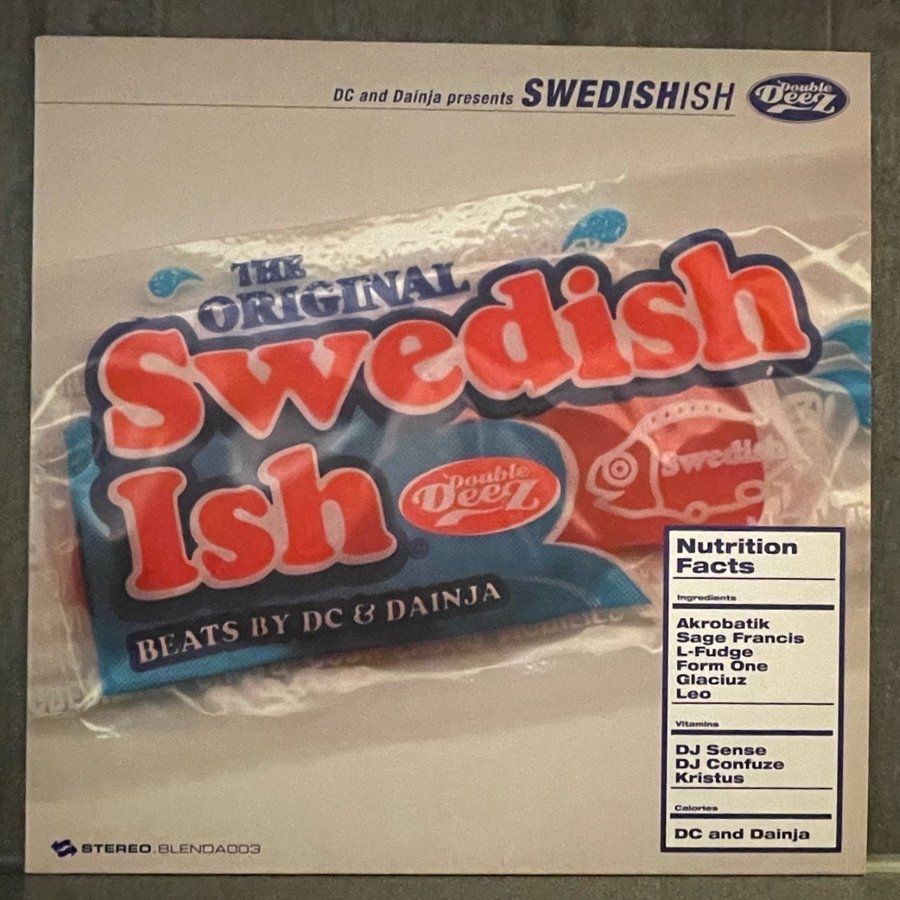 DC and Dainja presents SWEDISHISH
Double
DeeZ
THE
ORIGINAL
Swedish
Ish
Double
DeeZ
Swedish
BEATS BY DC & DAINJA
Nutrition
Facts
Ingredients
Akrobatik
Sage Francis
L-Fudge
Form One
Glaciuz
Leo
Vitamins
DJ Sense
DJ Confuze
Kristus
Calories
DC and Dainja
STEREO. BLENDA003